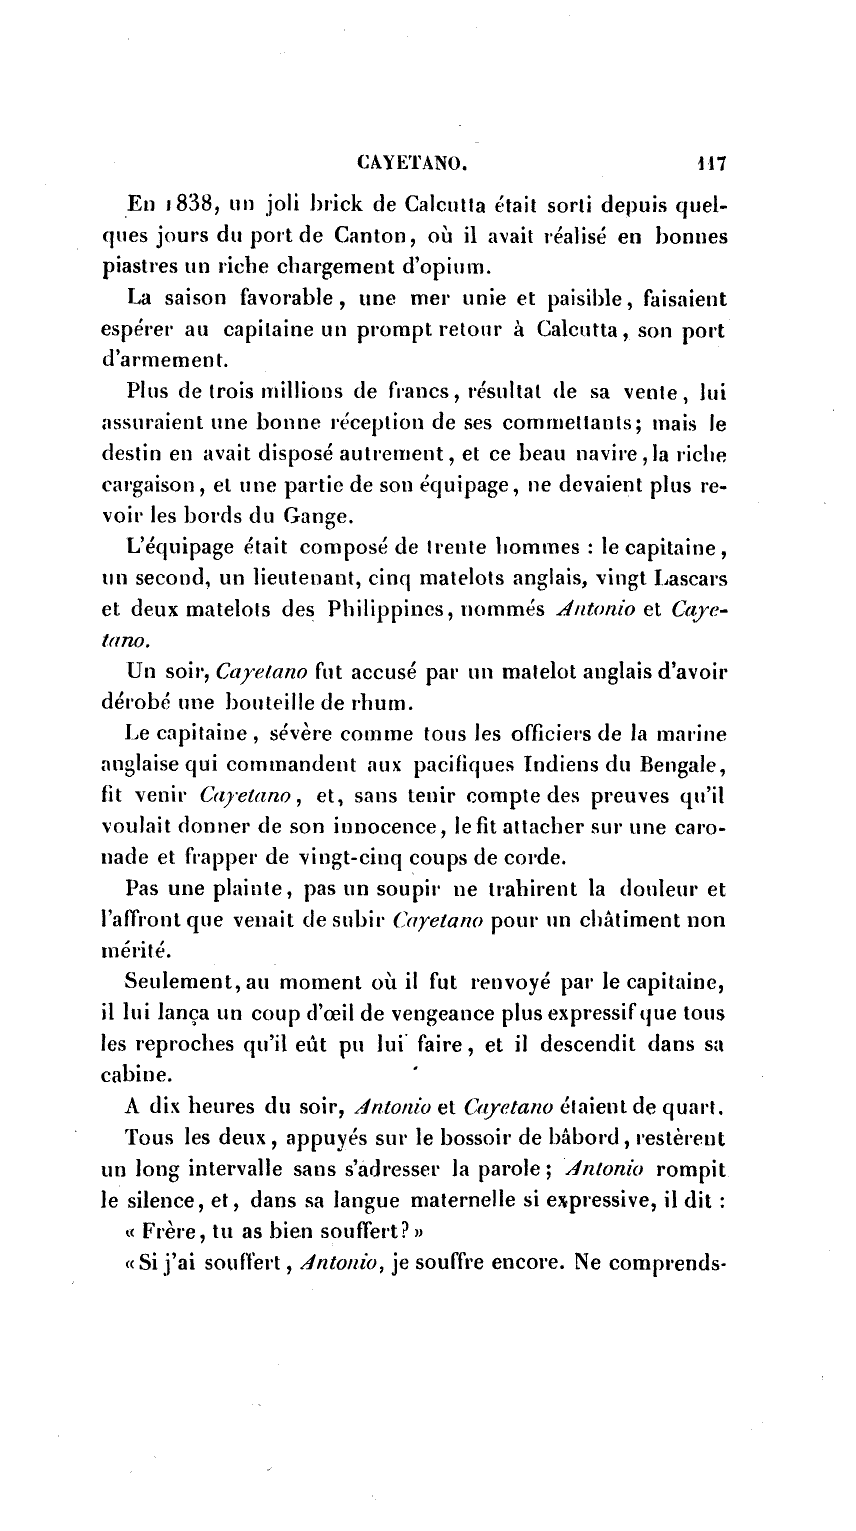 CAYETANO. 117
En 1838, un joli brick de Calcutta était sorti depuis quel-
ques jours du port de Canton, où il avait réalisé en bonnes
piastres un riche chargement d'opium.
La saison favorable, une mer unie et paisible, faisaient
espérer au capitaine un prompt retour à Calcutta, son port
d'armement.
Plus de trois millions de francs, résultat de sa vente, lui
assuraient une bonne réception de ses commettants; mais le
destin en avait disposé autrement, et ce beau navire, la riche
cargaison, et une partie de son équipage, ne devaient plus re-
voir les bords du Gange.
L'équipage était composé de trente hommes : le capitaine,
un second, un lieutenant, cinq matelots anglais, vingt Lascars
et deux matelots des Philippines, nommés Antonio et Caye-
tano.
Un soir, Cayetano fut accusé par un matelot anglais d'avoir
dérobé une bouteille de rhum.
Le capitaine, sévère comme tous les officiers de la marine
anglaise qui commandent aux pacifiques Indiens du Bengale,
fit venir Cayetano, et, sans tenir compte des preuves qu'il
voulait donner de son innocence, le fit attacher sur une caro-
nade et frapper de vingt-cinq coups de corde.
Pas une plainte, pas un soupir ne trahirent la douleur et
l'affront que venait de subir Cayetano pour un châtiment non
mérité.
Seulement, au moment où il fut renvoyé par le capitaine,
il lui lança un coup d'œil de vengeance plus expressif que tous
les reproches qu'il eût pu lui faire, et il descendit dans sa
cabine.
A dix heures du soir, Antonio et Cayetano étaient de quart.
Tous les deux, appuyés sur le bossoir de bâbord, restèrent
un long intervalle sans s'adresser la parole; Antonio rompit
le silence, et, dans sa langue maternelle si expressive, il dit :
« Frère, tu as bien souffert? »
« Si j'ai souffert, Antonio, je souffre encore. Ne comprends-